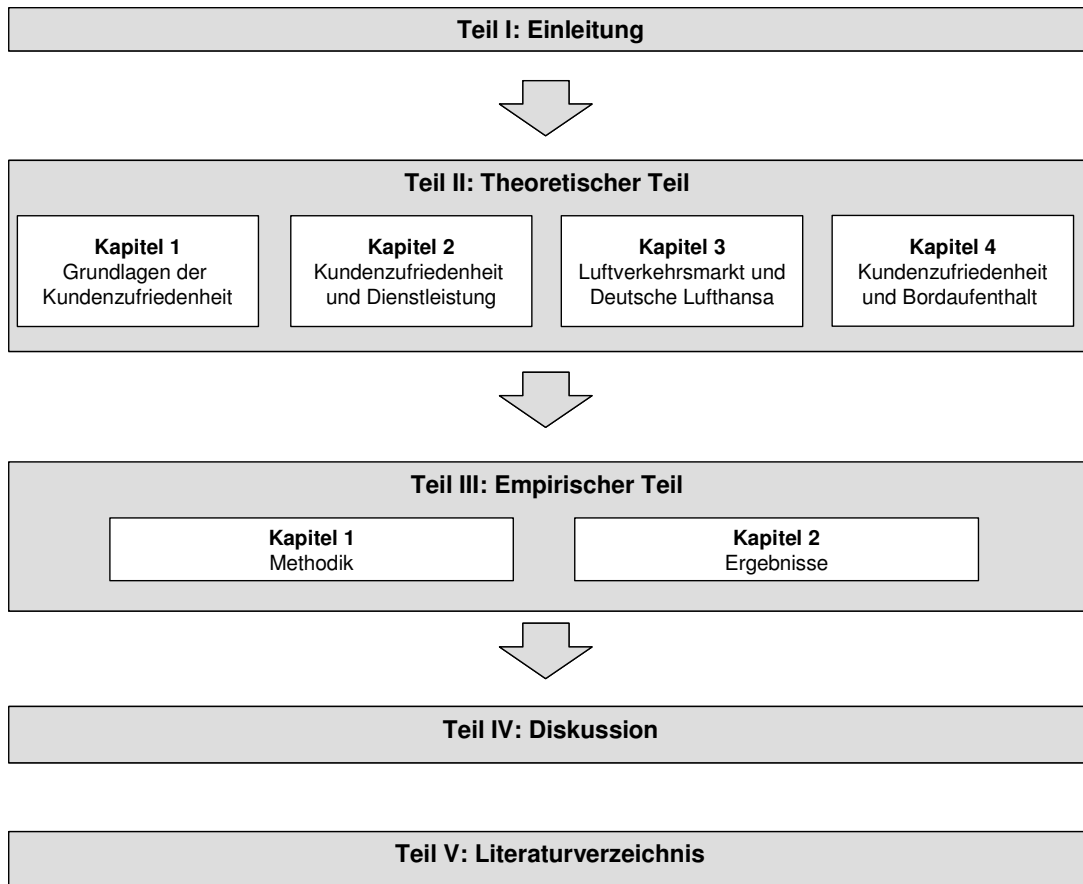 Teil I: Einleitung
Teil II: Theoretischer Teil
Kapitel 1
Grundlagen der
Kundenzufriedenheit
Kapitel 2
Kundenzufriedenheit
und Dienstleistung
Kapitel 3
Luftverkehrsmarkt und
Deutsche Lufthansa
Kapitel 4
Kundenzufriedenheit
und Bordaufenthalt
Teil III: Empirischer Teil
Kapitel 1
Methodik
Kapitel 2
Ergebnisse
Teil IV: Diskussion
Teil V: Literaturverzeichnis